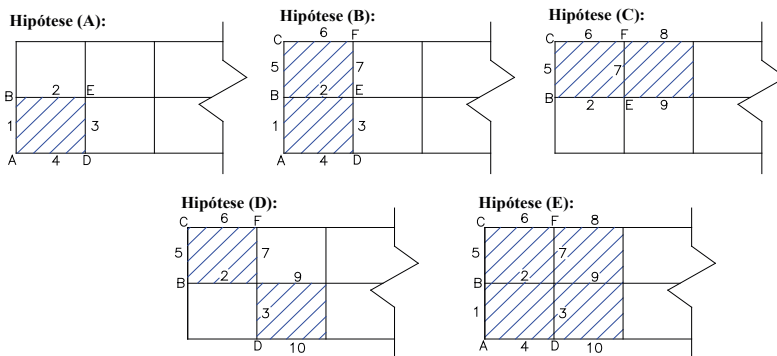 Hipótese (A):
B 2 E
1 3
A 4 D
Hipótese (B):
C 6 F
5 7
B 2 E
1 3
A 4 D
Hipótese (C):
C 6 F 8
5 7
B 2 E 9
Hipótese (D):
C 6 F
5 7
B 2 9
3
D 10
Hipótese (E):
C 6 F 8
5 7
B 2 9
1 3
A 4 D 10